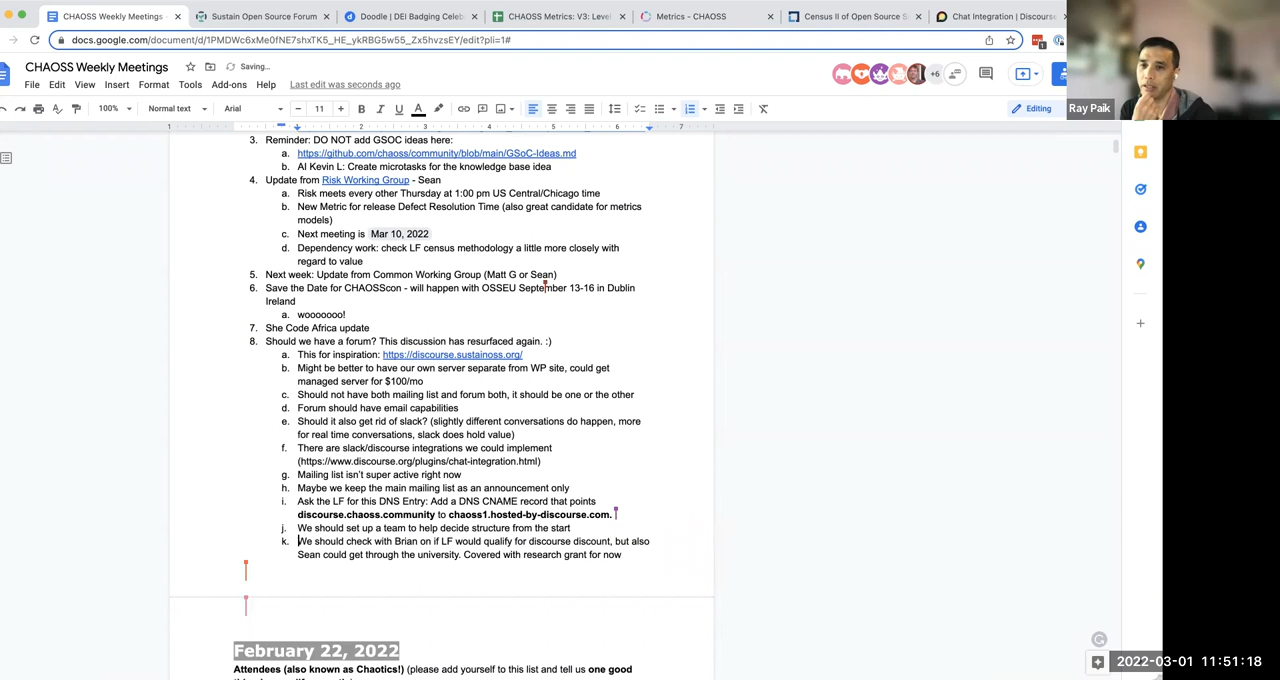 CHAOSS Weekly Meetings
Sustain Open Source Forum
Doodle | DEI Badging Celeb
CHAOSS Metrics: V3: Level
Metrics - CHAOSS
Census II of Open Source S
Chat Integration | Discourse
docs.google.com/document/d/1PMDWc6xMe0fNE7shxTK5_HE_ykRBG5w55_Zx5hvzsEY/edit?pli=1#
CHAOSS Weekly Meetings
Saving…
+6
File Edit View Insert Format Tools Add-ons Help Last edit was seconds ago
100% Normal text Arial 11 Editing
Ray Paik
1 1 2 3 4 5 6 7
3. Reminder: DO NOT add GSOC ideas here:
a. https://github.com/chaoss/community/blob/main/GSoC-Ideas.md
b. AI Kevin L: Create microtasks for the knowledge base idea
4. Update from Risk Working Group - Sean
a. Risk meets every other Thursday at 1:00 pm US Central/Chicago time
b. New Metric for release Defect Resolution Time (also great candidate for metrics
models)
c. Next meeting is Mar 10, 2022
d. Dependency work: check LF census methodology a little more closely with
regard to value
5. Next week: Update from Common Working Group (Matt G or Sean)
6. Save the Date for CHAOSScon - will happen with OSSEU September 13-16 in Dublin
Ireland
a. wooooooo!
7. She Code Africa update
8. Should we have a forum? This discussion has resurfaced again. :)
a. This for inspiration: https://discourse.sustainoss.org/
b. Might be better to have our own server separate from WP site, could get
managed server for $100/mo
c. Should not have both mailing list and forum both, it should be one or the other
d. Forum should have email capabilities
e. Should it also get rid of slack? (slightly different conversations do happen, more
for real time conversations, slack does hold value)
f. There are slack/discourse integrations we could implement
(https://www.discourse.org/plugins/chat-integration.html)
g. Mailing list isn't super active right now
h. Maybe we keep the main mailing list as an announcement only
i. Ask the LF for this DNS Entry: Add a DNS CNAME record that points
discourse.chaoss.community to chaoss1.hosted-by-discourse.com.
j. We should set up a team to help decide structure from the start
k. We should check with Brian on if LF would qualify for discourse discount, but also
Sean could get through the university. Covered with research grant for now
February 22, 2022
Attendees (also known as Chaotics!) (please add yourself to this list and tell us one good
2022-03-01 11:51:18